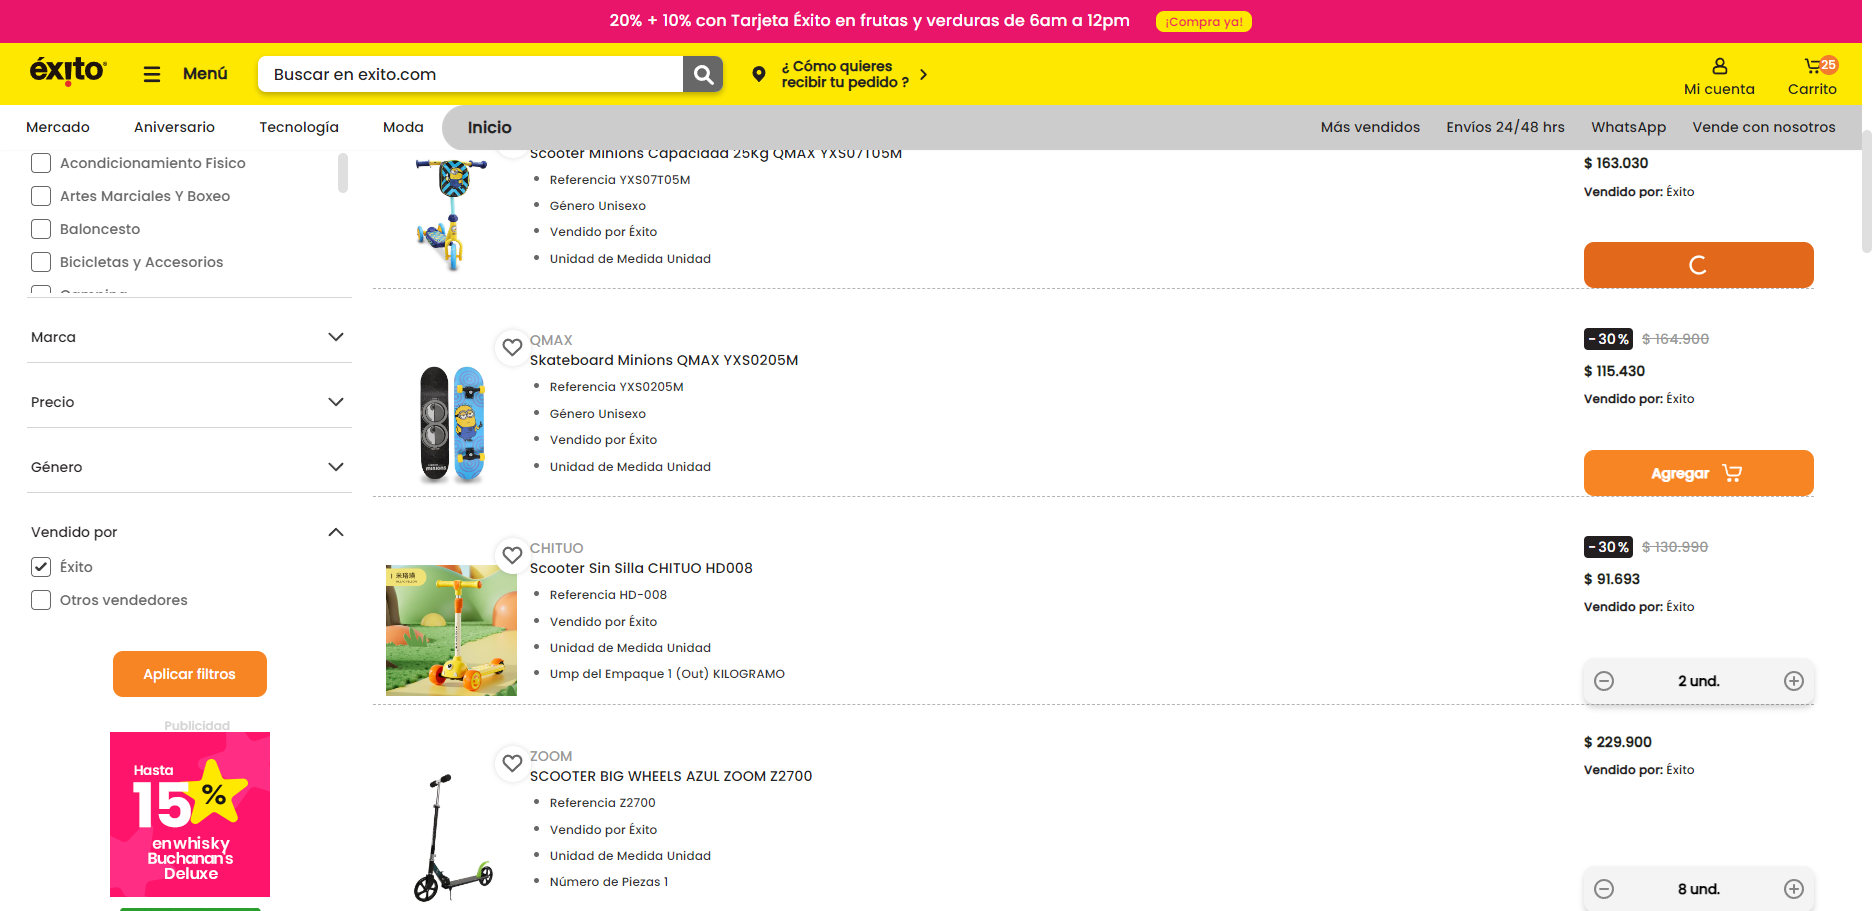 20% + 10% con Tarjeta Éxito en frutas y verduras de 6am a 12pm
¡Compra ya!
éxito
Menú
Buscar en exito.com
¿ Cómo quieres
recibir tu pedido ?
Mi cuenta
25
Carrito
Mercado
Aniversario
Tecnología
Moda
Inicio
Más vendidos
Envíos 24/48 hrs
WhatsApp
Vende con nosotros
Acondicionamiento Fisico
Artes Marciales Y Boxeo
Baloncesto
Bicicletas y Accesorios
Marca
Precio
Género
Vendido por
Éxito
Otros vendedores
Aplicar filtros
Publicidad
Hasta
15%
en whisky
Buchanan's
Deluxe
Scooter Minions Capacidad 25Kg QMAX YXS07T05M
Referencia YXS07T05M
Género Unisexo
Vendido por Éxito
Unidad de Medida Unidad
$ 163.030
Vendido por: Éxito
QMAX
Skateboard Minions QMAX YXS0205M
Referencia YXS0205M
Género Unisexo
Vendido por Éxito
Unidad de Medida Unidad
-30%
$ 164.900
$ 115.430
Vendido por: Éxito
Agregar
CHITUO
Scooter Sin Silla CHITUO HD008
Referencia HD-008
Vendido por Éxito
Unidad de Medida Unidad
Ump del Empaque 1 (Out) KILOGRAMO
-30%
$ 130.990
$ 91.693
Vendido por: Éxito
2 und.
ZOOM
SCOOTER BIG WHEELS AZUL ZOOM Z2700
Referencia Z2700
Vendido por Éxito
Unidad de Medida Unidad
Número de Piezas 1
$ 229.900
Vendido por: Éxito
8 und.